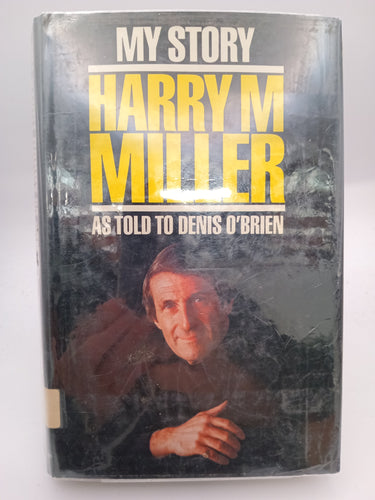 MY STORY
HARRY M
MILLER
AS TOLD TO DENIS O'BRIEN